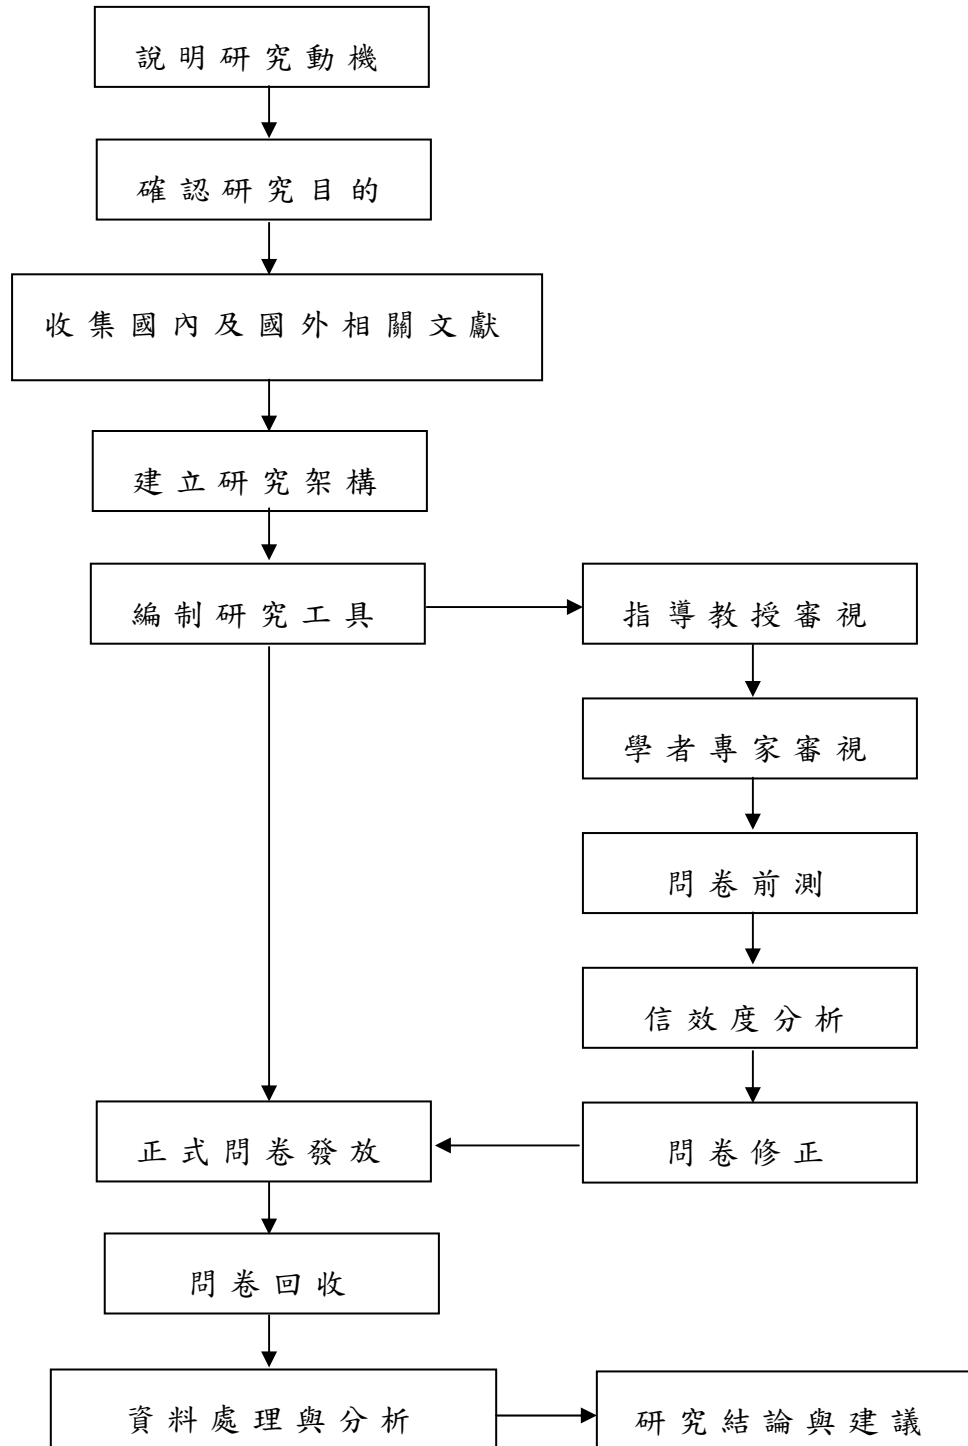 說明研究動機
確認研究目的
收集國內及國外相關文獻
建立研究架構
編制研究工具
指導教授審視
學者專家審視
問卷前測
信效度分析
問卷修正
正式問卷發放
問卷回收
資料處理與分析
研究結論與建議